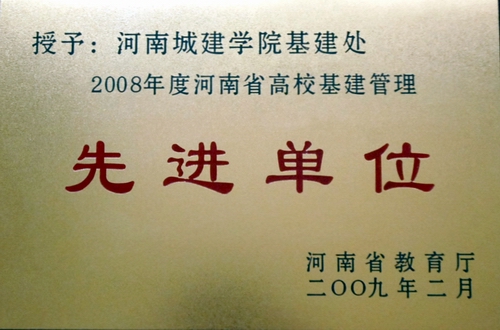 授予：河南城建学院基建处
2008年度河南省高校基建管理
先进单位
河南省教育厅
二〇〇九年二月